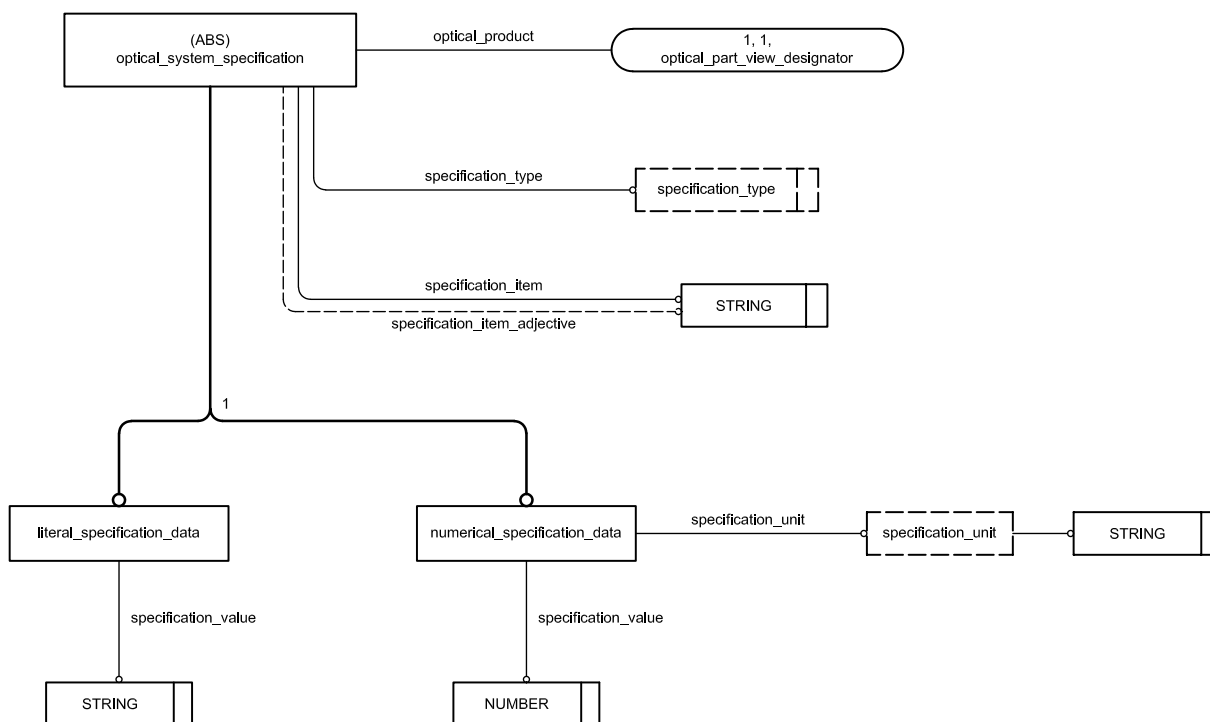 (ABS)
optical_system_specification
optical_product
1, 1,
optical_part_view_designator
specification_type
specification_type
specification_item
STRING
specification_item_adjective
1
literal_specification_data
numerical_specification_data
specification_unit
specification_unit
STRING
specification_value
specification_value
STRING
NUMBER